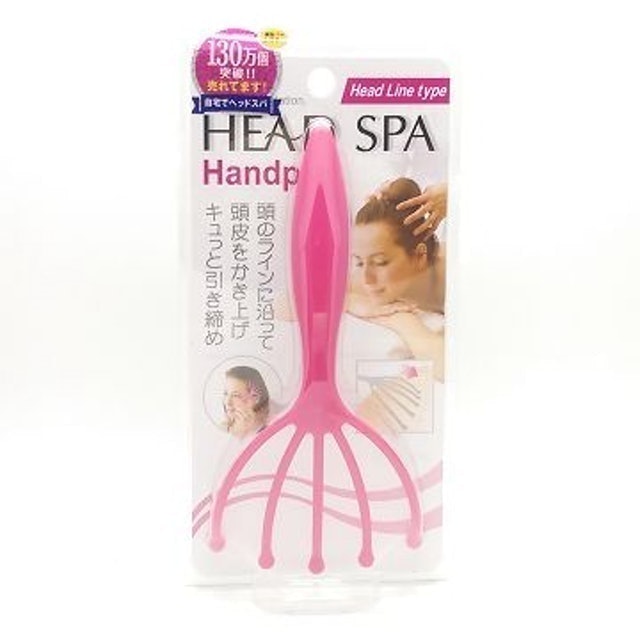 130万個
突破!!
売れてます!
自宅でヘッドスパ
Head Line type
HEAD SPA
Handp
頭のラインに沿って
頭皮をかき上げ
キュっと引き締め